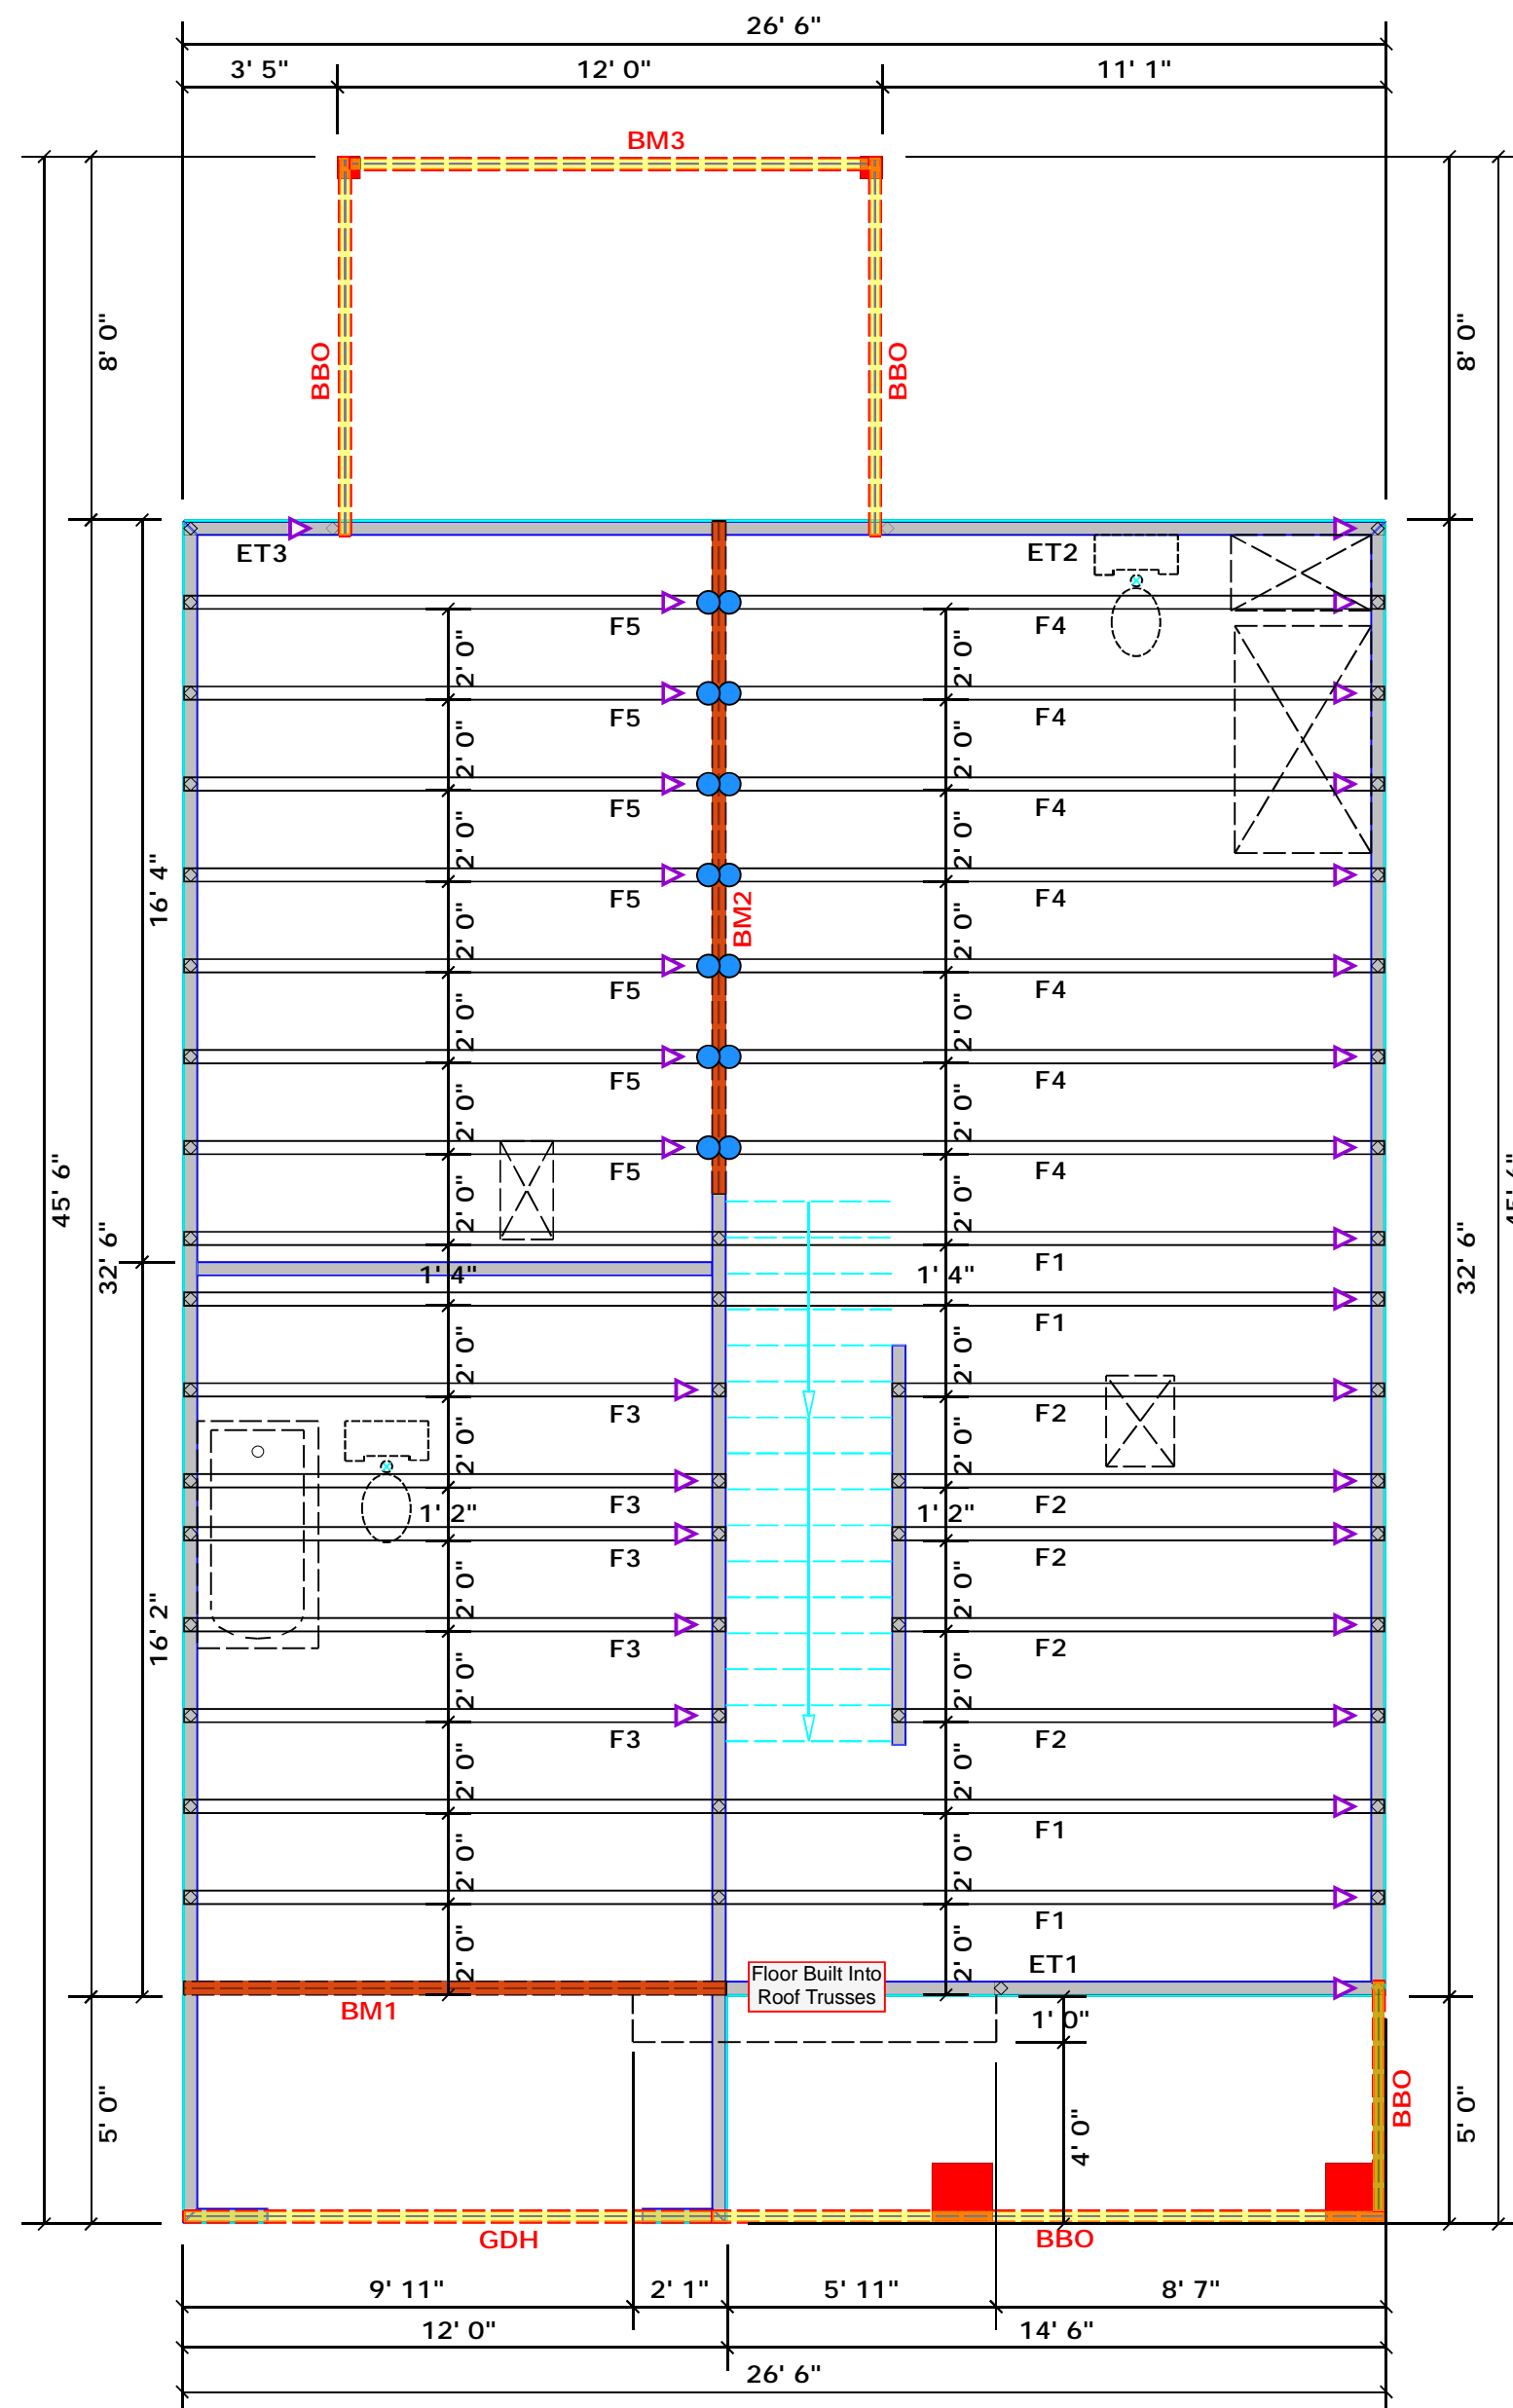 26' 6"
3' 5" 12' 0" 11' 1"
BM3
8' 0" BBO BBO 8' 0"
ET3 ET2
F5 F4
2' 0" 2' 0"
F5 F4
2' 0" 2' 0"
F5 F4
2' 0" 2' 0"
16' 4" F5 BM2 F4
2' 0" 2' 0"
F5 F4
2' 0" 2' 0"
F5 F4
2' 0" 2' 0"
F5 F4
45' 6" 2' 0" 2' 0" 45' 6"
32' 6" F1 32' 6"
1' 4" 1' 4"
F1
2' 0" 2' 0"
F3 F2
2' 0" 2' 0"
F3 F2
1' 2" 1' 2"
F3 F2
2' 0" 2' 0"
16' 2" F3 F2
2' 0" 2' 0"
F3 F2
2' 0" 2' 0"
F1
2' 0" 2' 0"
F1
2' 0" 2' 0"
ET1
Floor Built Into
Roof Trusses
BM1
1' 0"
5' 0" 4' 0" BBO 5' 0"
GDH BBO
9' 11" 2' 1" 5' 11" 8' 7"
12' 0" 14' 6"
26' 6"